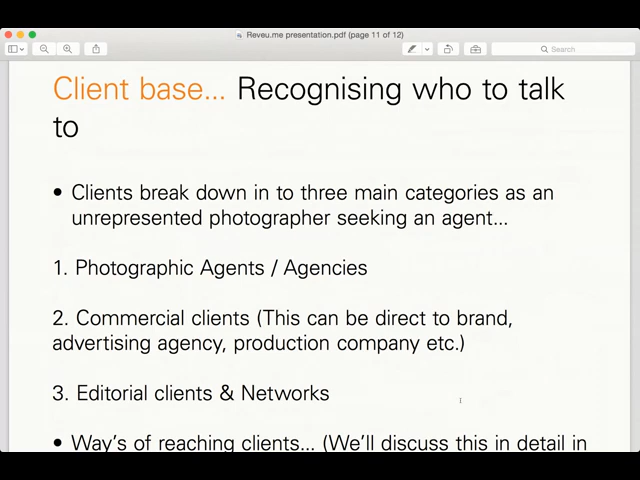 Reveu.me presentation.pdf (page 11 of 12)
Search
Client base... Recognising who to talk
to
• Clients break down in to three main categories as an
unrepresented photographer seeking an agent...
1. Photographic Agents / Agencies
2. Commercial clients (This can be direct to brand,
advertising agency, production company etc.)
3. Editorial clients & Networks
• Way's of reaching clients... (We'll discuss this in detail in